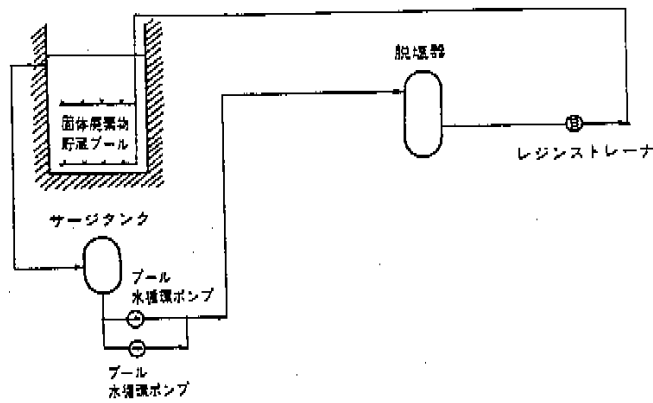 脱塩器
固体廃棄物
貯蔵プール
レジンストレーナ
サージタンク
プール
水循環ポンプ
プール
水循環ポンプ